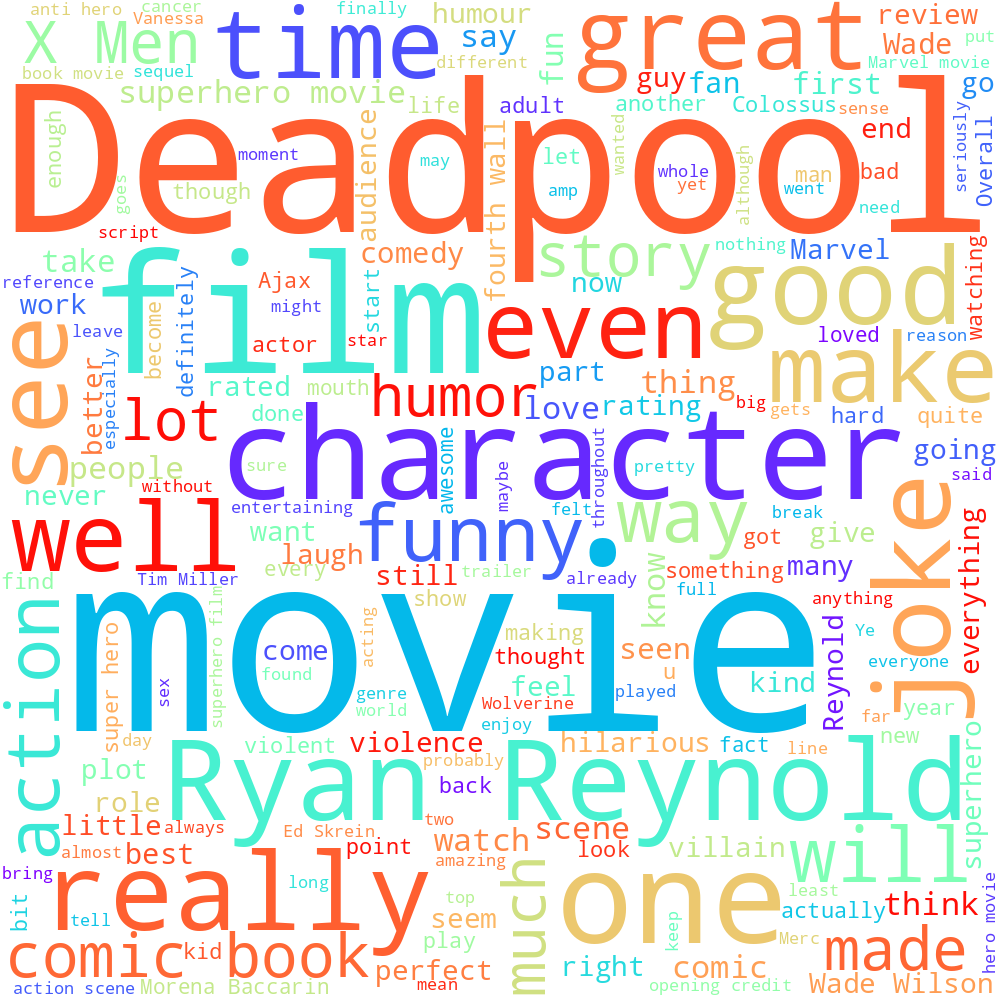 anti hero
cancer
finally
humour
great
review
X Men
Vanessa
time
say
fun
Wade
put
book movie
sequel
different
Marvel movie
superhero movie
life
adult
guy
fan
first
go
another
Colossus
sense
end
Deadpool
enough
moment
audience
may
fourth wall
let
wanted
whole
man
bad
seriously
Overall
though
goes
amp
yet
although
went
need
script
film
comedy
story
nothing
Marvel
watching
take
reference
Ajax
start
now
good
work
definitely
might
even
leave
become
actor
star
loved
reason
see
better
especially
rated
mouth
humor
part
thing
make
lot
done
love
rating
big
gets
hard
quite
character
people
sure
awesome
maybe
throughout
pretty
going
never
without
said
well
entertaining
funny
felt
way
break
joke
everything
want
got
give
find
laugh
every
Tim Miller
still
trailer
already
know
something
many
action
superhero film
show
full
anything
movie
super hero
acting
making
Reynold
Ye
come
thought
seen
everyone
found
sex
genre
feel
u
kind
world
Wolverine
played
enjoy
far
year
day
violent
violence
hilarious
fact
line
new
superhero
plot
Ryan Reynold
probably
back
role
little
always
Ed Skrein
two
watch
scene
almost
best
point
amazing
look
villain
will
bring
really
long
much
one
least
bit
tell
top
actually
think
hero movie
seem
keep
comic book
kid
play
Merc
made
perfect
right
comic
action scene
Morena Baccarin
mean
opening credit
Wade Wilson